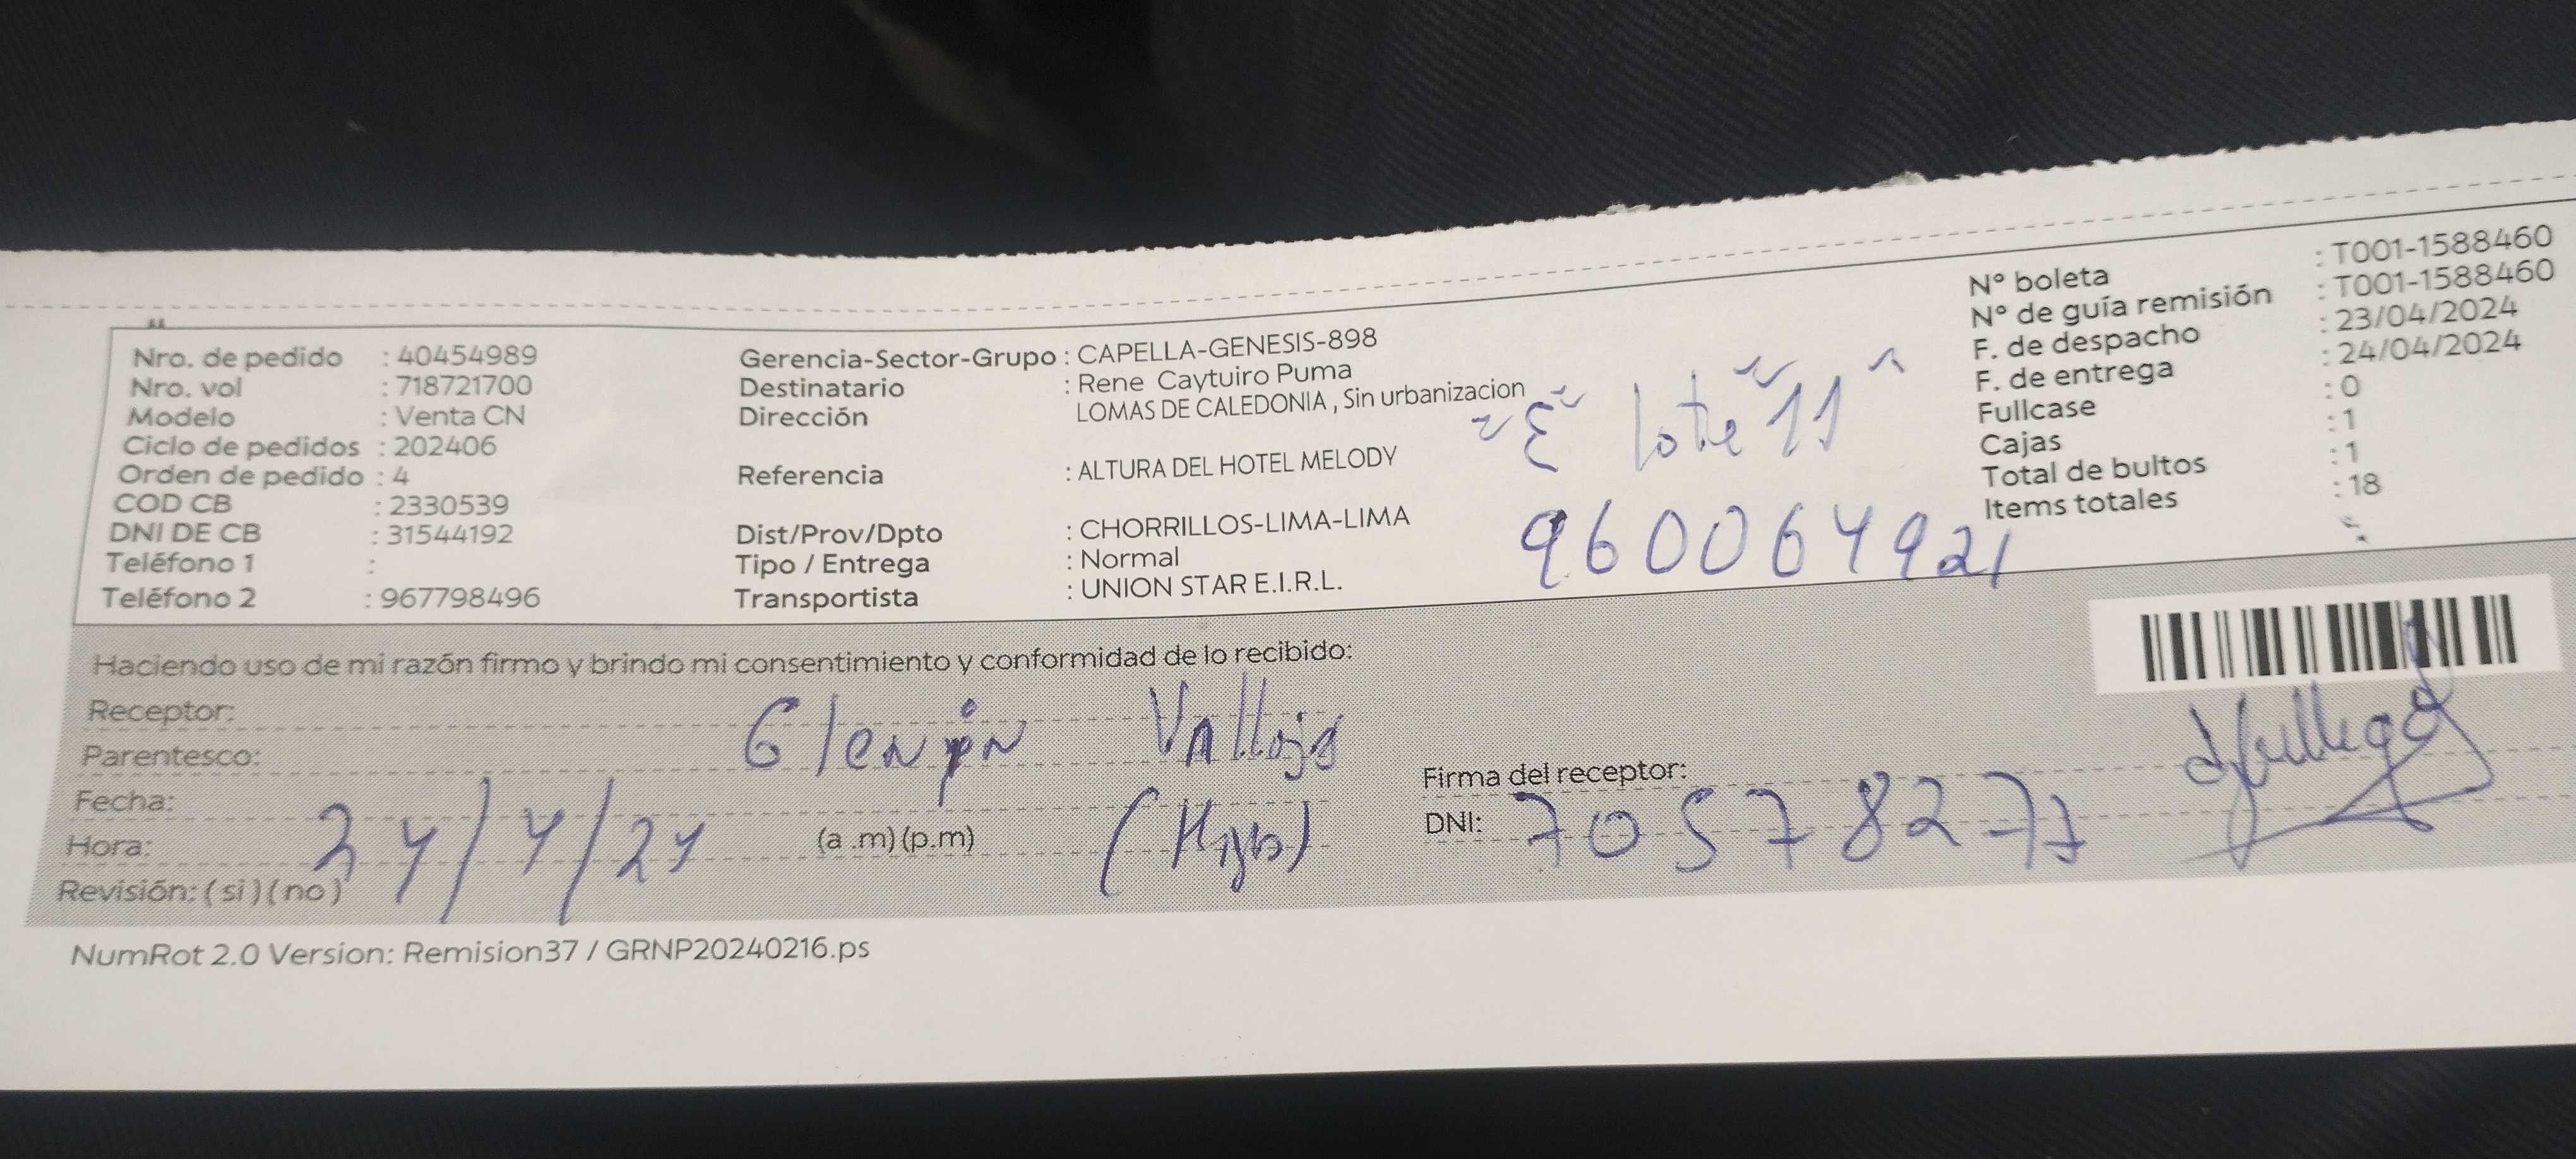 Nro. de pedido : 40454989
Nro. vol : 718721700
Modelo : Venta CN
Ciclo de pedidos : 202406
Orden de pedido : 4
COD CB : 2330539
DNI DE CB : 31544192
Teléfono 1 :
Teléfono 2 : 967798496
Gerencia-Sector-Grupo : CAPELLA-GENESIS-898
Destinatario : Rene Caytuiro Puma
Dirección LOMAS DE CALEDONIA , Sin urbanizacion
"E" lote "11"
Referencia : ALTURA DEL HOTEL MELODY
Dist/Prov/Dpto : CHORRILLOS-LIMA-LIMA
Tipo / Entrega : Normal
Transportista : UNION STAR E.I.R.L.
960064921
N° boleta : T001-1588460
N° de guía remisión : T001-1588460
F. de despacho : 23/04/2024
F. de entrega : 24/04/2024
Fullcase : 0
Cajas : 1
Total de bultos : 1
Items totales : 18
Haciendo uso de mi razón firmo y brindo mi consentimiento y conformidad de lo recibido:
Receptor:
Parentesco:
Vallejo
Fecha:
Hora: 24/4/24 (a .m) (p.m)
Revisión: ( si ) ( no )
Firma del receptor:
DNI: 70578277
NumRot 2.0 Version: Remision37 / GRNP20240216.ps